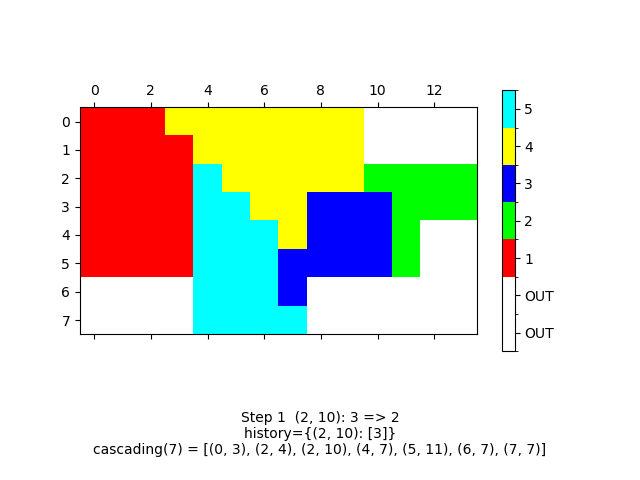 0 2 4 6 8 10 12
0
1
2
3
4
5
6
7
5
4
3
2
1
OUT
OUT
Step 1  (2, 10): 3 => 2
history={(2, 10): [3]}
cascading(7) = [(0, 3), (2, 4), (2, 10), (4, 7), (5, 11), (6, 7), (7, 7)]